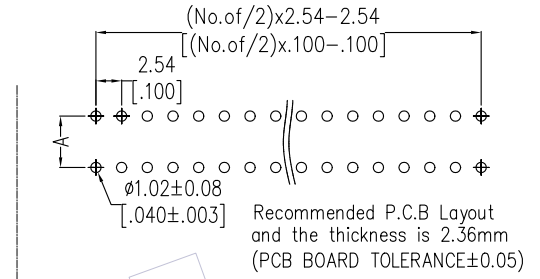 (No.of/2)x2.54-2.54
[(No.of/2)x.100-.100]
2.54
[.100]
A
ø1.02±0.08
[.040±.003]
Recommended P.C.B Layout
and the thickness is 2.36mm
(PCB BOARD TOLERANCE±0.05)